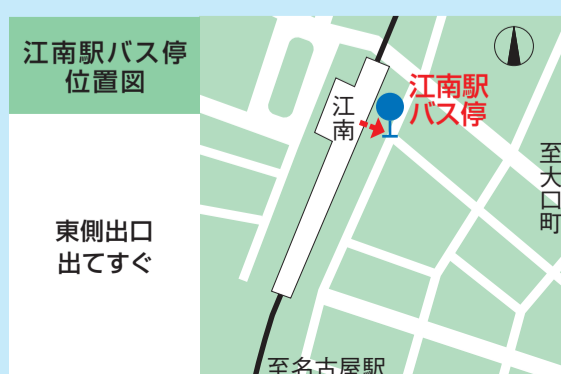 江南駅バス停
位置図
東側出口
出てすぐ
江南
江南駅
バス停
至大口町
至名古屋駅